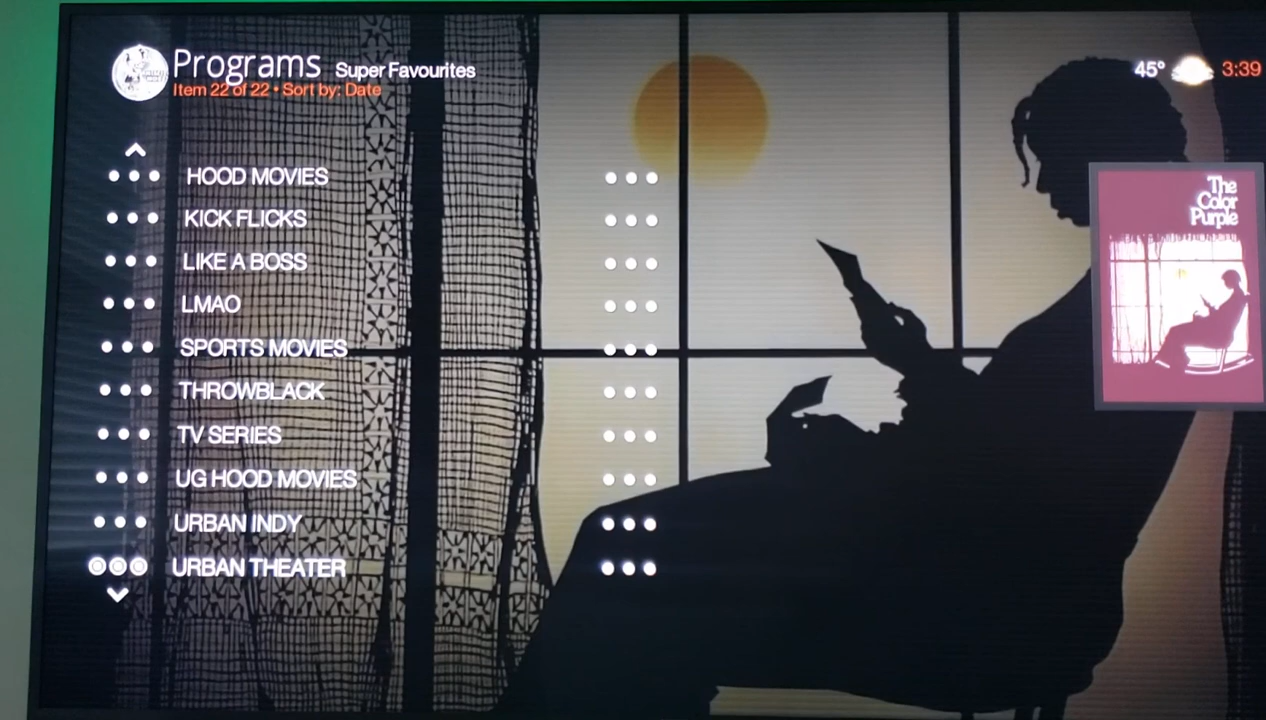 Programs Super Favourites
Item 22 of 22 • Sort by: Date
45° 3:39
HOOD MOVIES
KICK FLICKS
LIKE A BOSS
LMAO
SPORTS MOVIES
THROWBLACK
TV SERIES
UG HOOD MOVIES
URBAN INDY
URBAN THEATER
The
Color
Purple